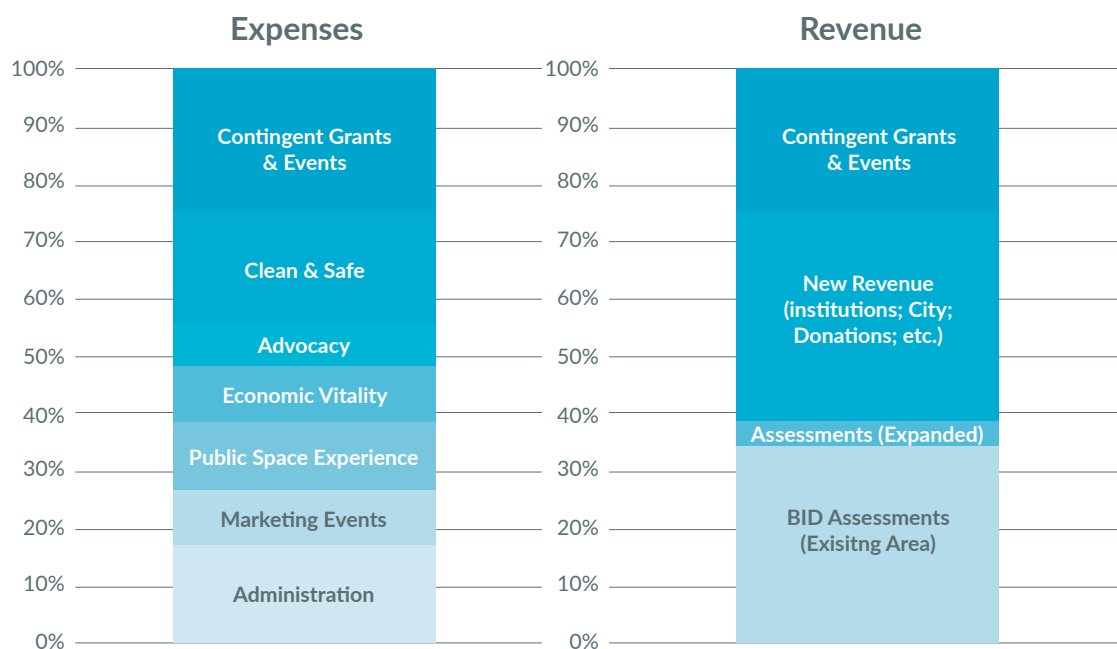 Expenses
100%
90%
80%
70%
60%
50%
40%
30%
20%
10%
0%
Contingent Grants
& Events
Clean & Safe
Advocacy
Economic Vitality
Public Space Experience
Marketing Events
Administration
Revenue
100%
90%
80%
70%
60%
50%
40%
30%
20%
10%
0%
Contingent Grants
& Events
New Revenue
(institutions; City;
Donations; etc.)
Assessments (Expanded)
BID Assessments
(Exisitng Area)